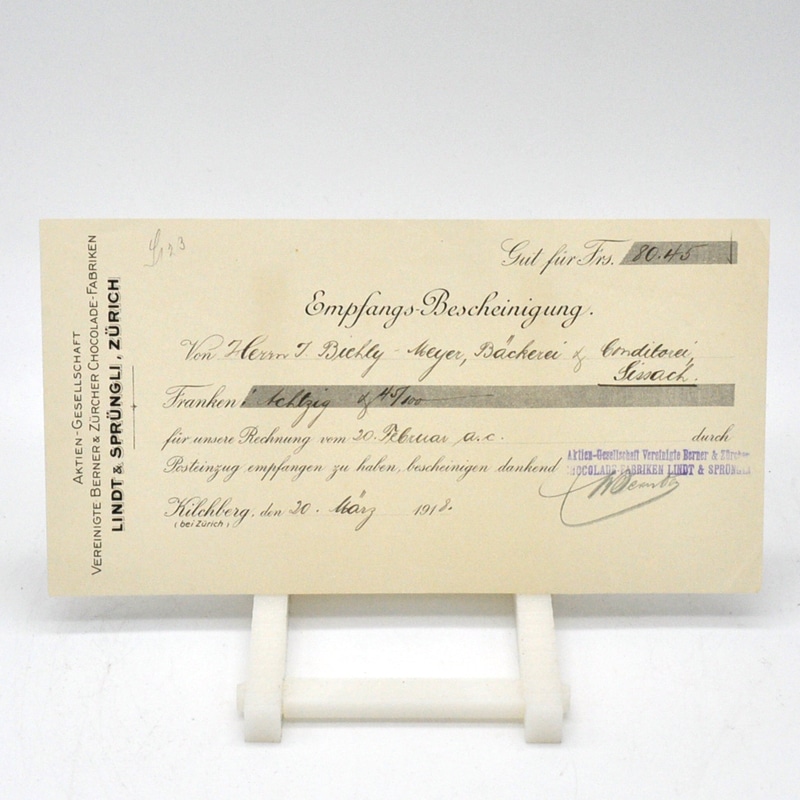 AKTIEN-GESELLSCHAFT
VEREINIGTE BERNER & ZÜRCHER CHOCOLADE-FABRIKEN
LINDT & SPRÜNGLI, ZÜRICH
Gut für Frs. 80.45
Empfangs-Bescheinigung.
Von Herrn J. Meyer, Bäckerei & Conditorei,
Sissach.
Franken: Achtzig & 45/100
für unsere Rechnung vom 20. Februar a.c. durch
Posteinzug empfangen zu haben, bescheinigen dankend
Aktien-Gesellschaft Vereinigte Berner & Zürcher
CHOCOLADE-FABRIKEN LINDT & SPRÜNGLI
Kilchberg, den 20. März 1918.
(bei Zürich)